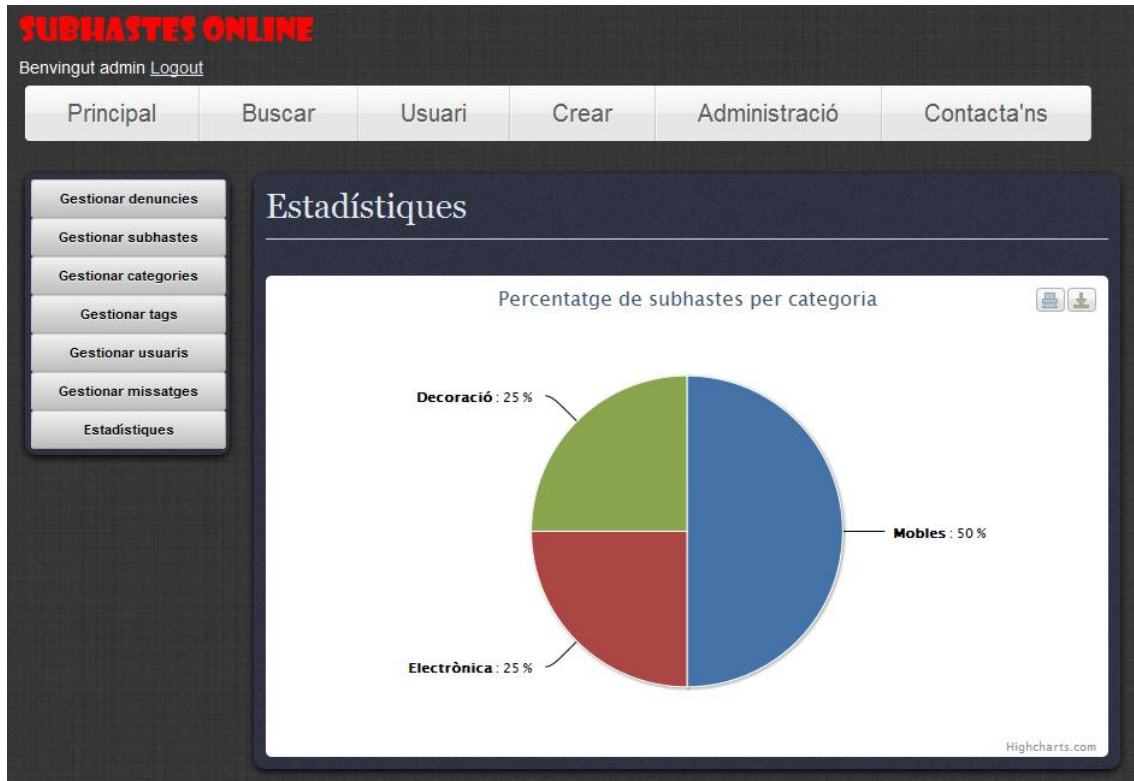 SUBHASTES ONLINE
Benvingut admin Logout
Principal Buscar Usuari Crear Administració Contacta'ns
Gestionar denuncies
Gestionar subhastes
Gestionar categories
Gestionar tags
Gestionar usuaris
Gestionar missatges
Estadístiques
Estadístiques
Percentatge de subhastes per categoria
Decoració : 25 %
Mobles : 50 %
Electrònica : 25 %
Highcharts.com